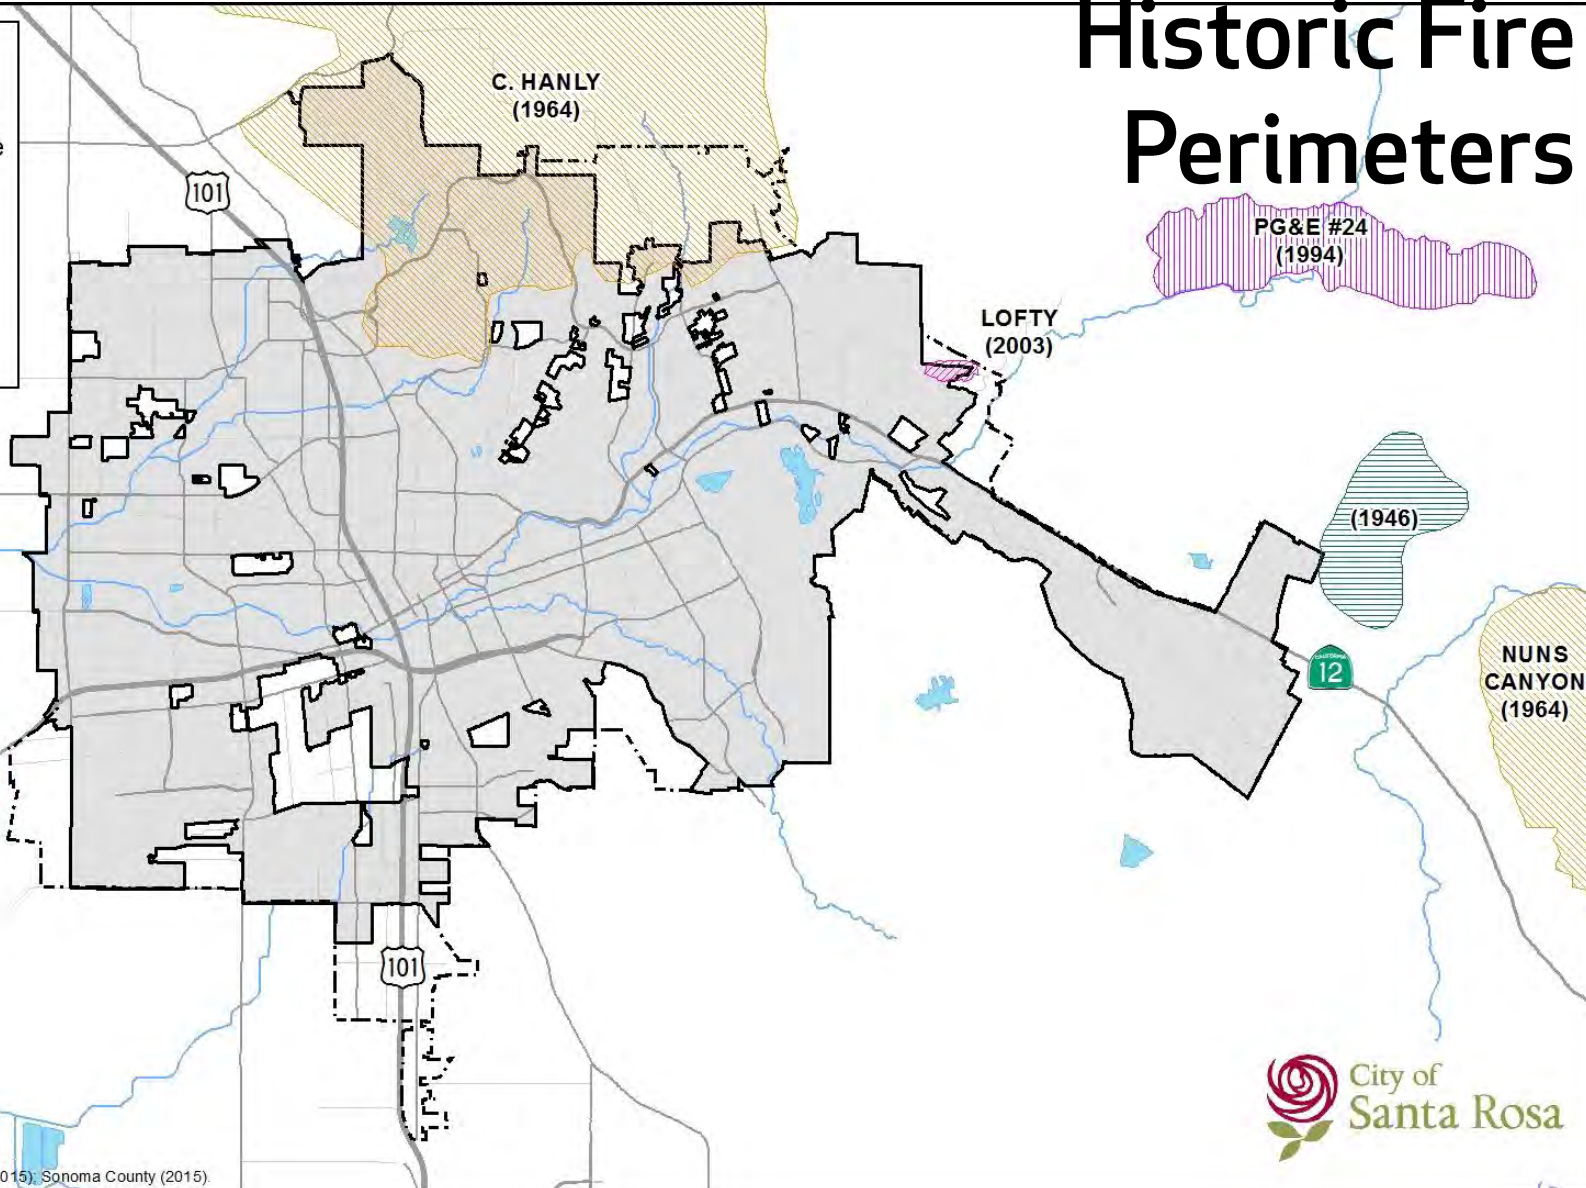 Historic Fire
Perimeters
C. HANLY
(1964)
101
PG&E #24
(1994)
LOFTY
(2003)
(1946)
NUNS
CANYON
(1964)
CALIFORNIA
12
101
City of
Santa Rosa
015); Sonoma County (2015).